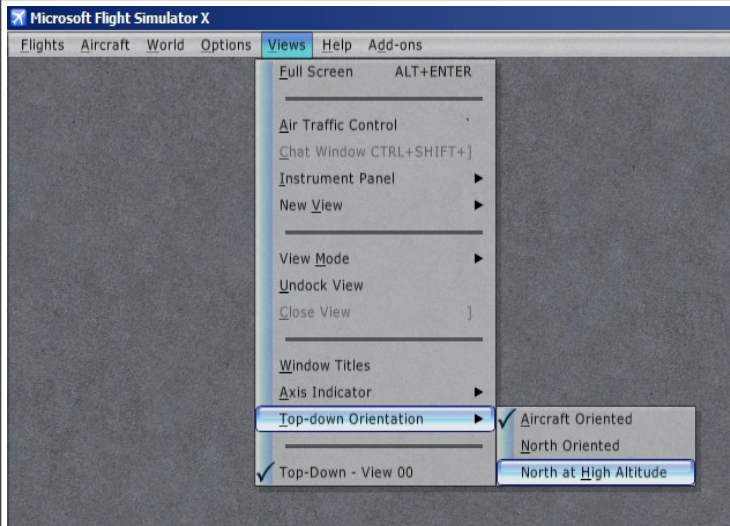 Microsoft Flight Simulator X
Flights Aircraft World Options Views Help Add-ons
Full Screen ALT+ENTER
Air Traffic Control
Chat Window CTRL+SHIFT+]
Instrument Panel
New View
View Mode
Undock View
Close View ]
Window Titles
Axis Indicator
Top-down Orientation
Aircraft Oriented
North Oriented
Top-Down - View 00
North at High Altitude